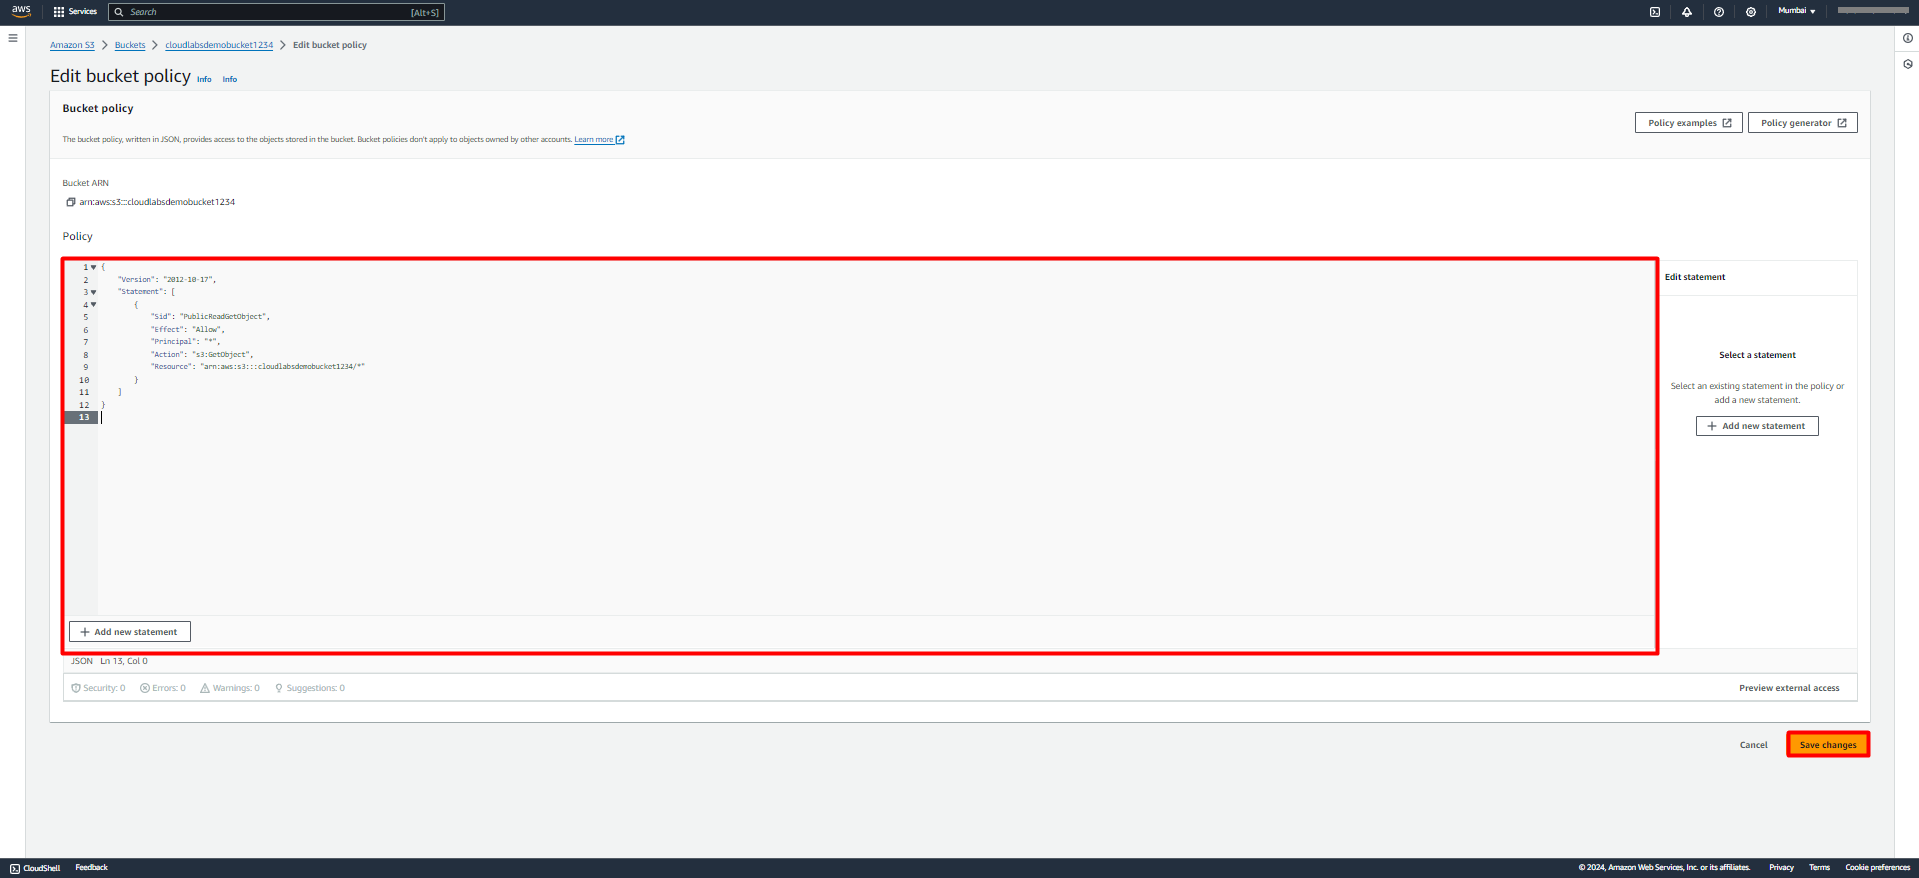 aws Services Search [Alt+S] Mumbai
Amazon S3 > Buckets > cloudlabsdemobucket1234 > Edit bucket policy
Edit bucket policy Info Info
Bucket policy
Policy examples Policy generator
The bucket policy, written in JSON, provides access to the objects stored in the bucket. Bucket policies don't apply to objects owned by other accounts. Learn more
Bucket ARN
arn:aws:s3:::cloudlabsdemobucket1234
Policy
1 {
2 "Version": "2012-10-17",
3 "Statement": [
4 {
5 "Sid": "PublicReadGetObject",
6 "Effect": "Allow",
7 "Principal": "*",
8 "Action": "s3:GetObject",
9 "Resource": "arn:aws:s3:::cloudlabsdemobucket1234/*"
10 }
11 ]
12 }
13
+ Add new statement
Edit statement
Select a statement
Select an existing statement in the policy or
add a new statement.
+ Add new statement
JSON Ln 13, Col 0
Security: 0 Errors: 0 Warnings: 0 Suggestions: 0 Preview external access
Cancel Save changes
CloudShell Feedback © 2024, Amazon Web Services, Inc. or its affiliates. Privacy Terms Cookie preferences